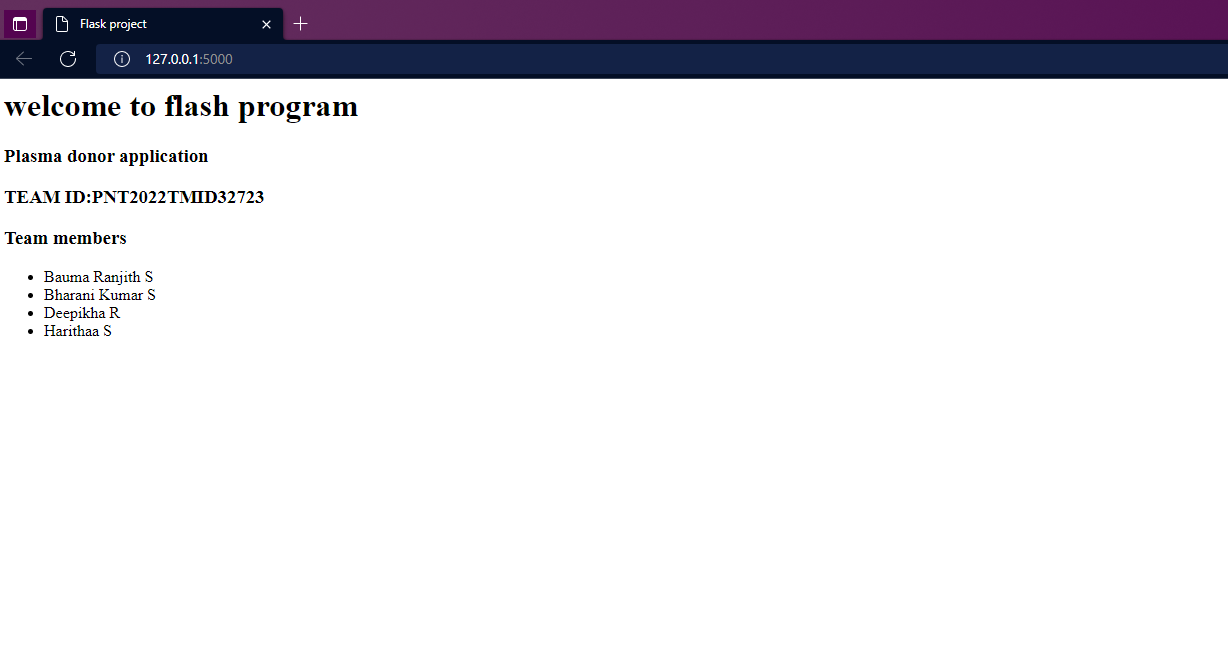 Flask project
127.0.0.1:5000
welcome to flash program
Plasma donor application
TEAM ID:PNT2022TMID32723
Team members
• Bauma Ranjith S
• Bharani Kumar S
• Deepikha R
• Harithaa S